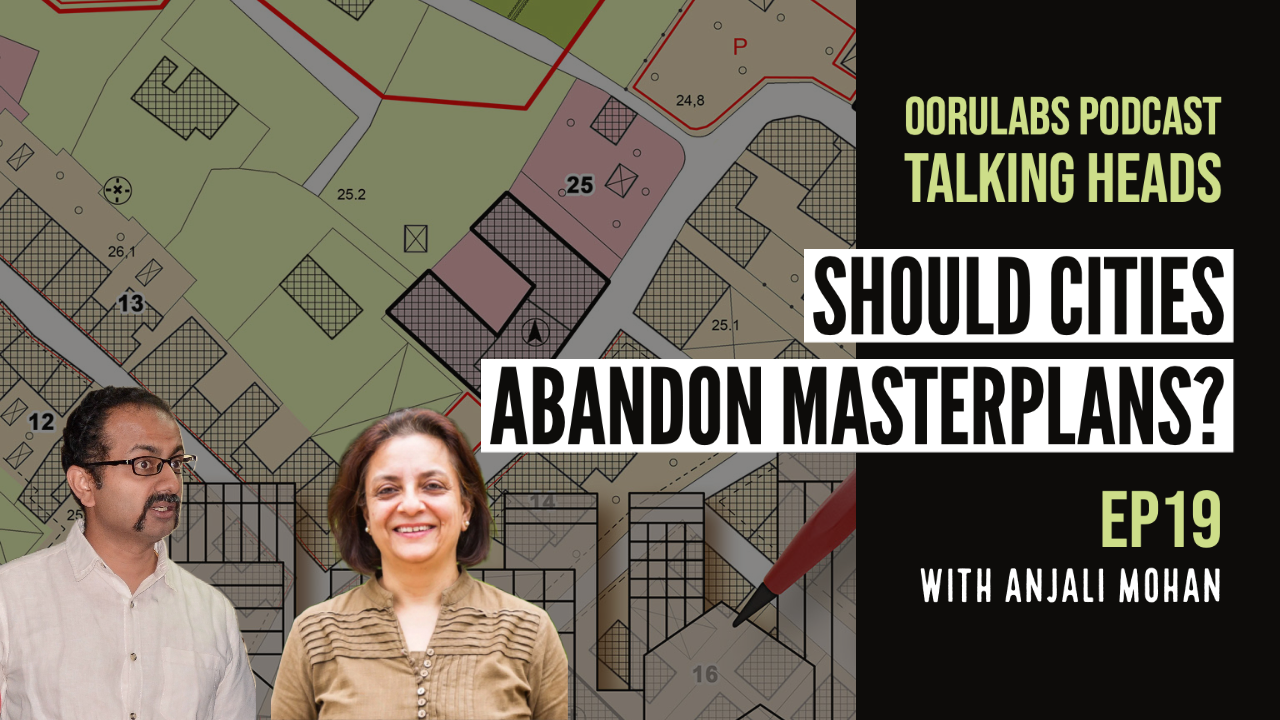 OORULABS PODCAST
TALKING HEADS
SHOULD CITIES
ABANDON MASTERPLANS?
EP19
WITH ANJALI MOHAN
P
24,8
25
25.2
26,1
13
25.1
12
25
14
16